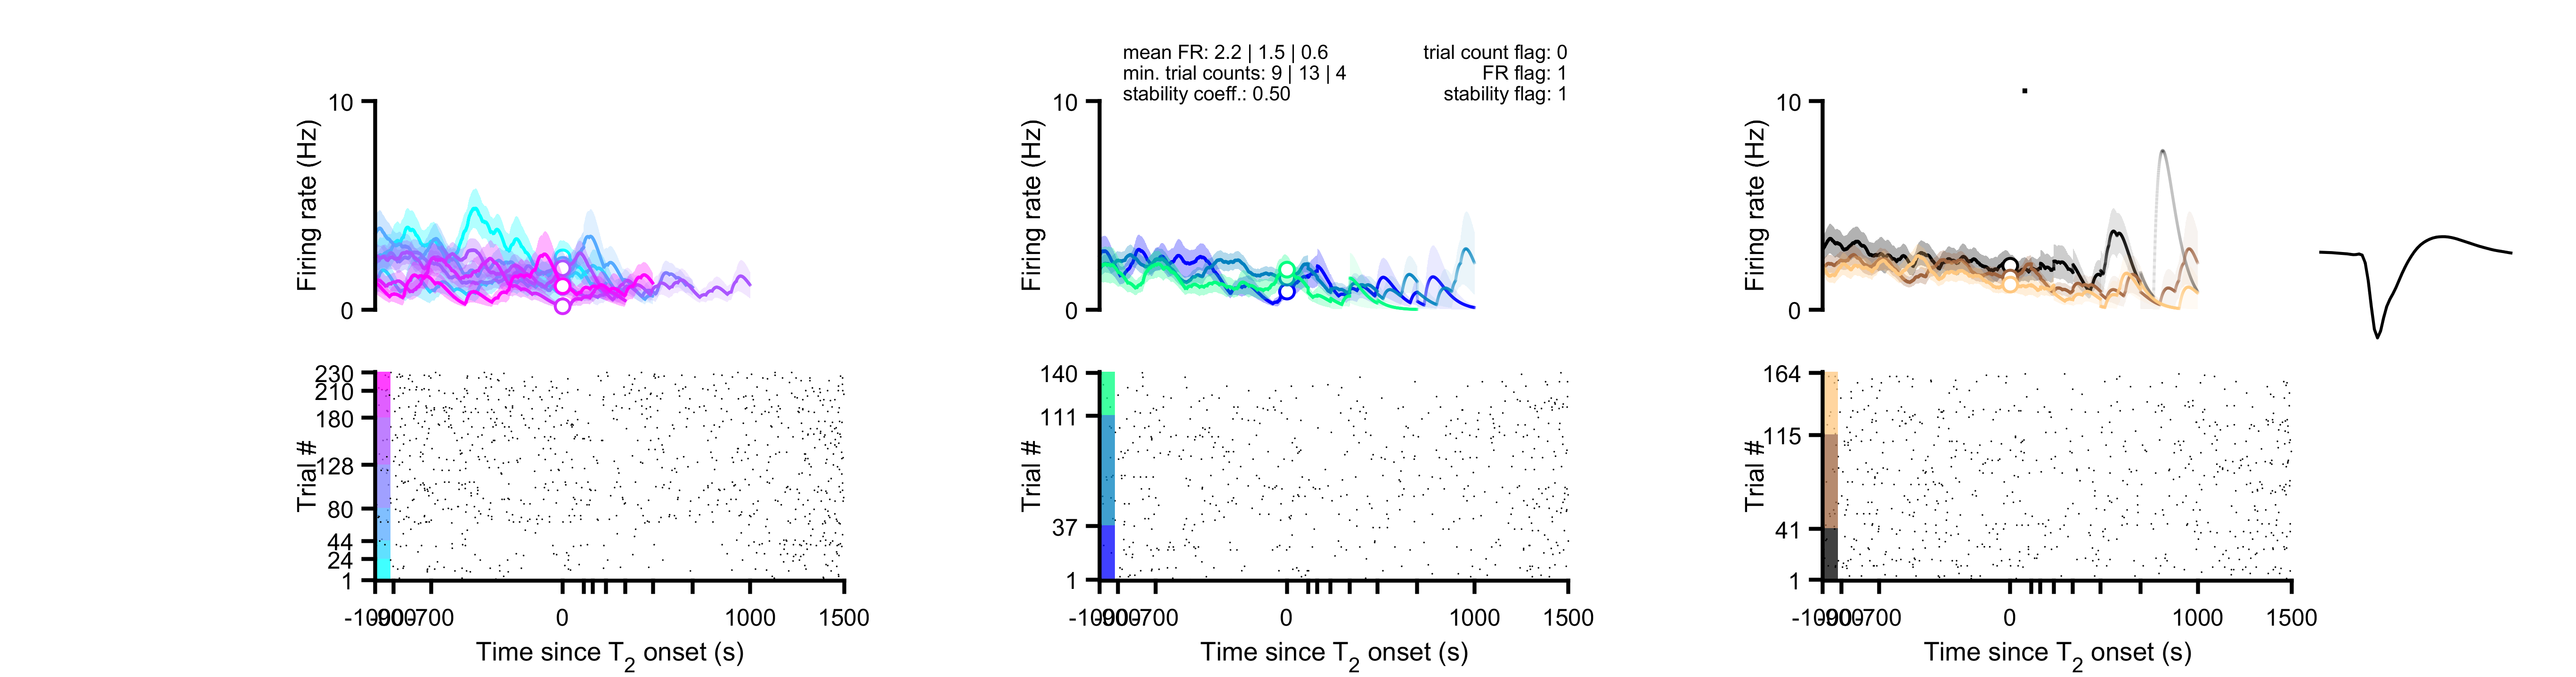 mean FR: 2.2 | 1.5 | 0.6
min. trial counts: 9 | 13 | 4
stability coeff.: 0.50
trial count flag: 0
FR flag: 1
stability flag: 1
10
0
Firing rate (Hz)
10
0
Firing rate (Hz)
10
0
Firing rate (Hz)
230
210
180
128
80
44
24
1
Trial #
140
111
37
1
Trial #
164
115
41
1
Trial #
-700
0
1000
1500
Time since T2 onset (s)
-700
0
1000
1500
Time since T2 onset (s)
-700
0
1000
1500
Time since T2 onset (s)